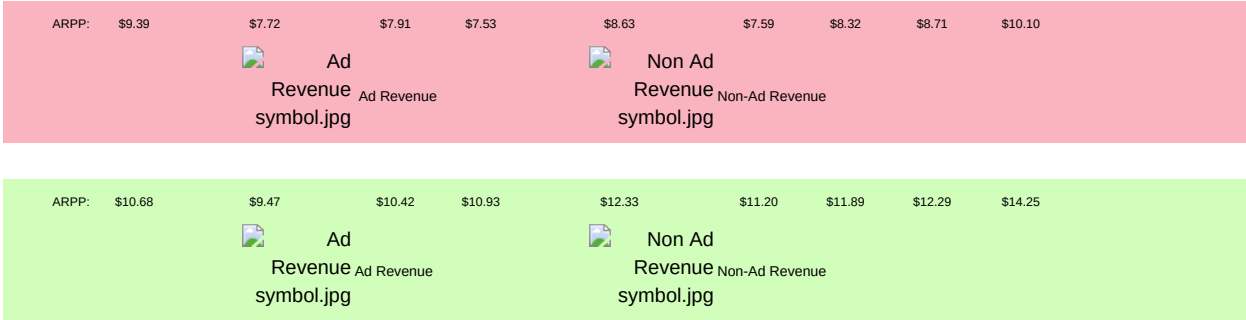 ARPP: $9.39 $7.72 $7.91 $7.53 $8.63 $7.59 $8.32 $8.71 $10.10
Ad Revenue symbol.jpg Ad Revenue Non Ad Revenue symbol.jpg Non-Ad Revenue
ARPP: $10.68 $9.47 $10.42 $10.93 $12.33 $11.20 $11.89 $12.29 $14.25
Ad Revenue symbol.jpg Ad Revenue Non Ad Revenue symbol.jpg Non-Ad Revenue